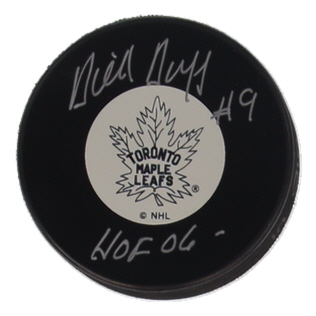 Dick Duff
#9
TORONTO
MAPLE
LEAFS ®
© NHL
HOF 06 -